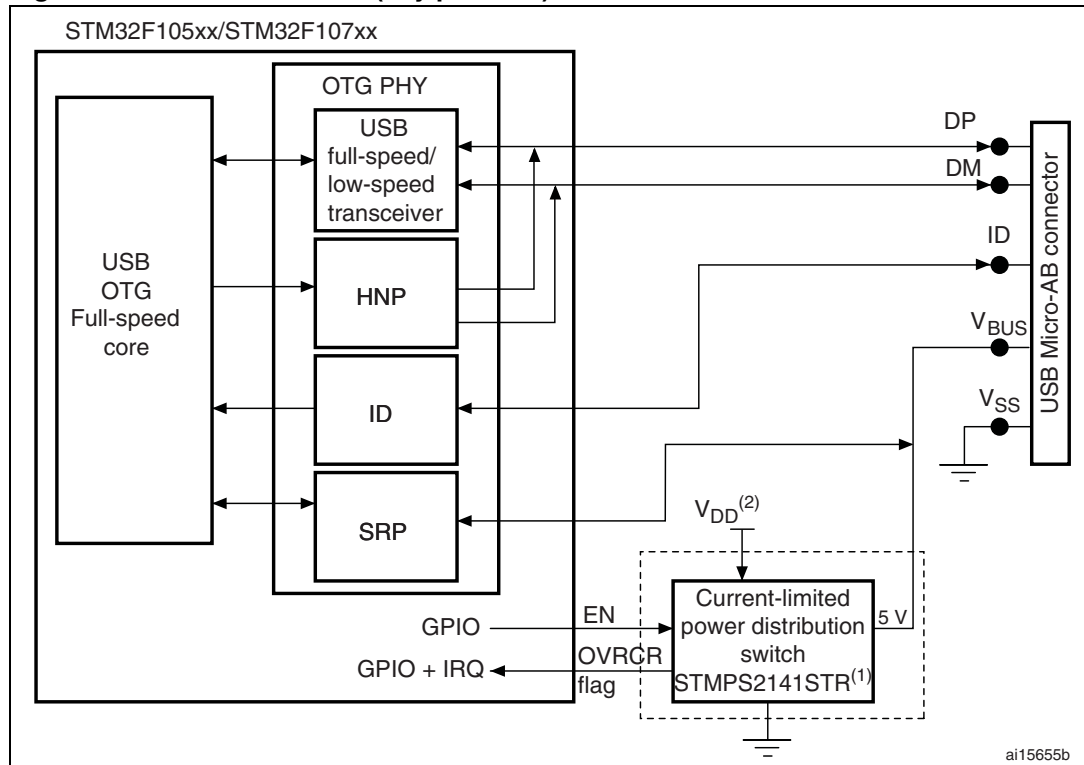 STM32F105xx/STM32F107xx
OTG PHY
USB
full-speed/
low-speed
transceiver
HNP
ID
SRP
USB
OTG
Full-speed
core
DP
DM
ID
VBUS
VSS
USB Micro-AB connector
VDD(2)
GPIO
EN
GPIO + IRQ
OVRCR
flag
Current-limited
power distribution
switch
STMPS2141STR(1)
5 V
ai15655b